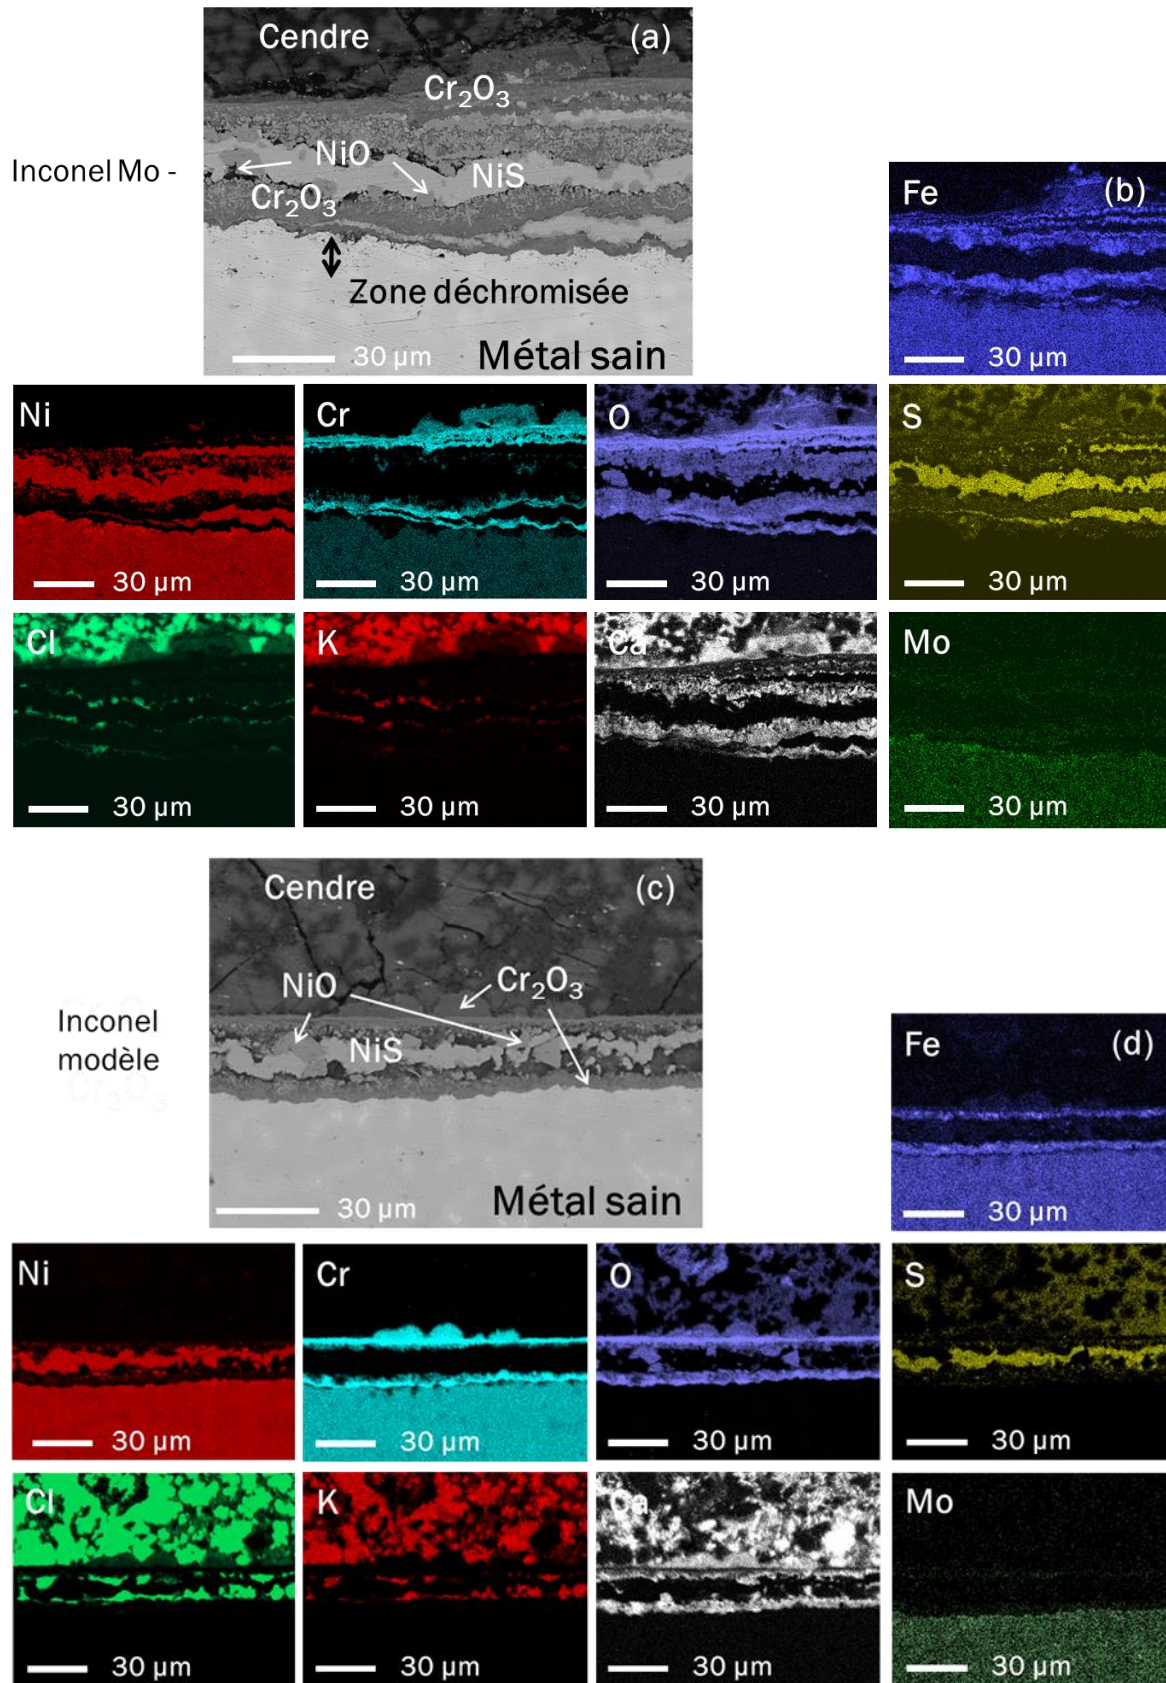 Cendre (a)
Cr₂O₃
NiO
NiS
Inconel Mo -
Cr₂O₃
Zone déchromisée
30 µm
Métal sain
Fe (b)
30 µm
Ni
30 µm
Cr
30 µm
O
30 µm
S
30 µm
Cl
30 µm
K
30 µm
Ca
30 µm
Mo
30 µm
Cendre (c)
NiO
Cr₂O₃
NiS
Inconel
modèle
30 µm
Métal sain
Fe (d)
30 µm
Ni
30 µm
Cr
30 µm
O
30 µm
S
30 µm
Cl
30 µm
K
30 µm
Ca
30 µm
Mo
30 µm